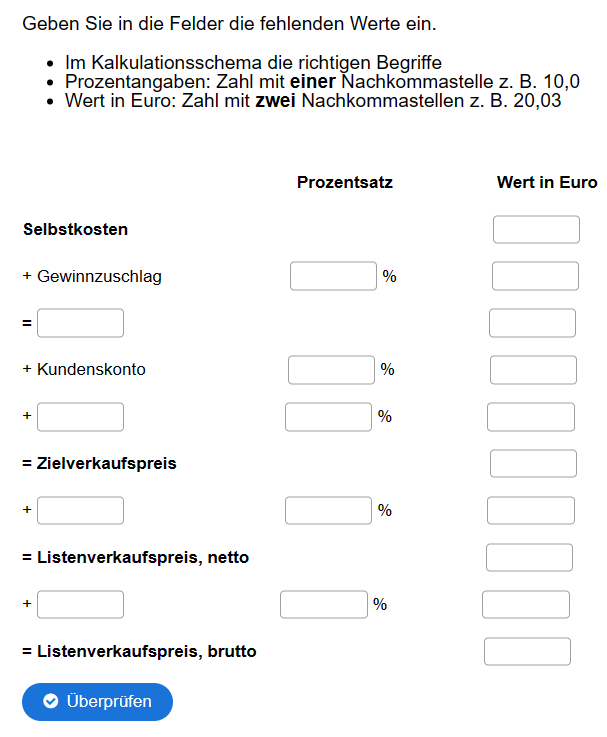 Geben Sie in die Felder die fehlenden Werte ein.
• Im Kalkulationsschema die richtigen Begriffe
• Prozentangaben: Zahl mit einer Nachkommastelle z. B. 10,0
• Wert in Euro: Zahl mit zwei Nachkommastellen z. B. 20,03
Prozentsatz Wert in Euro
Selbstkosten
+ Gewinnzuschlag %
=
+ Kundenskonto %
+ %
= Zielverkaufspreis
+ %
= Listenverkaufspreis, netto
+ %
= Listenverkaufspreis, brutto
Überprüfen